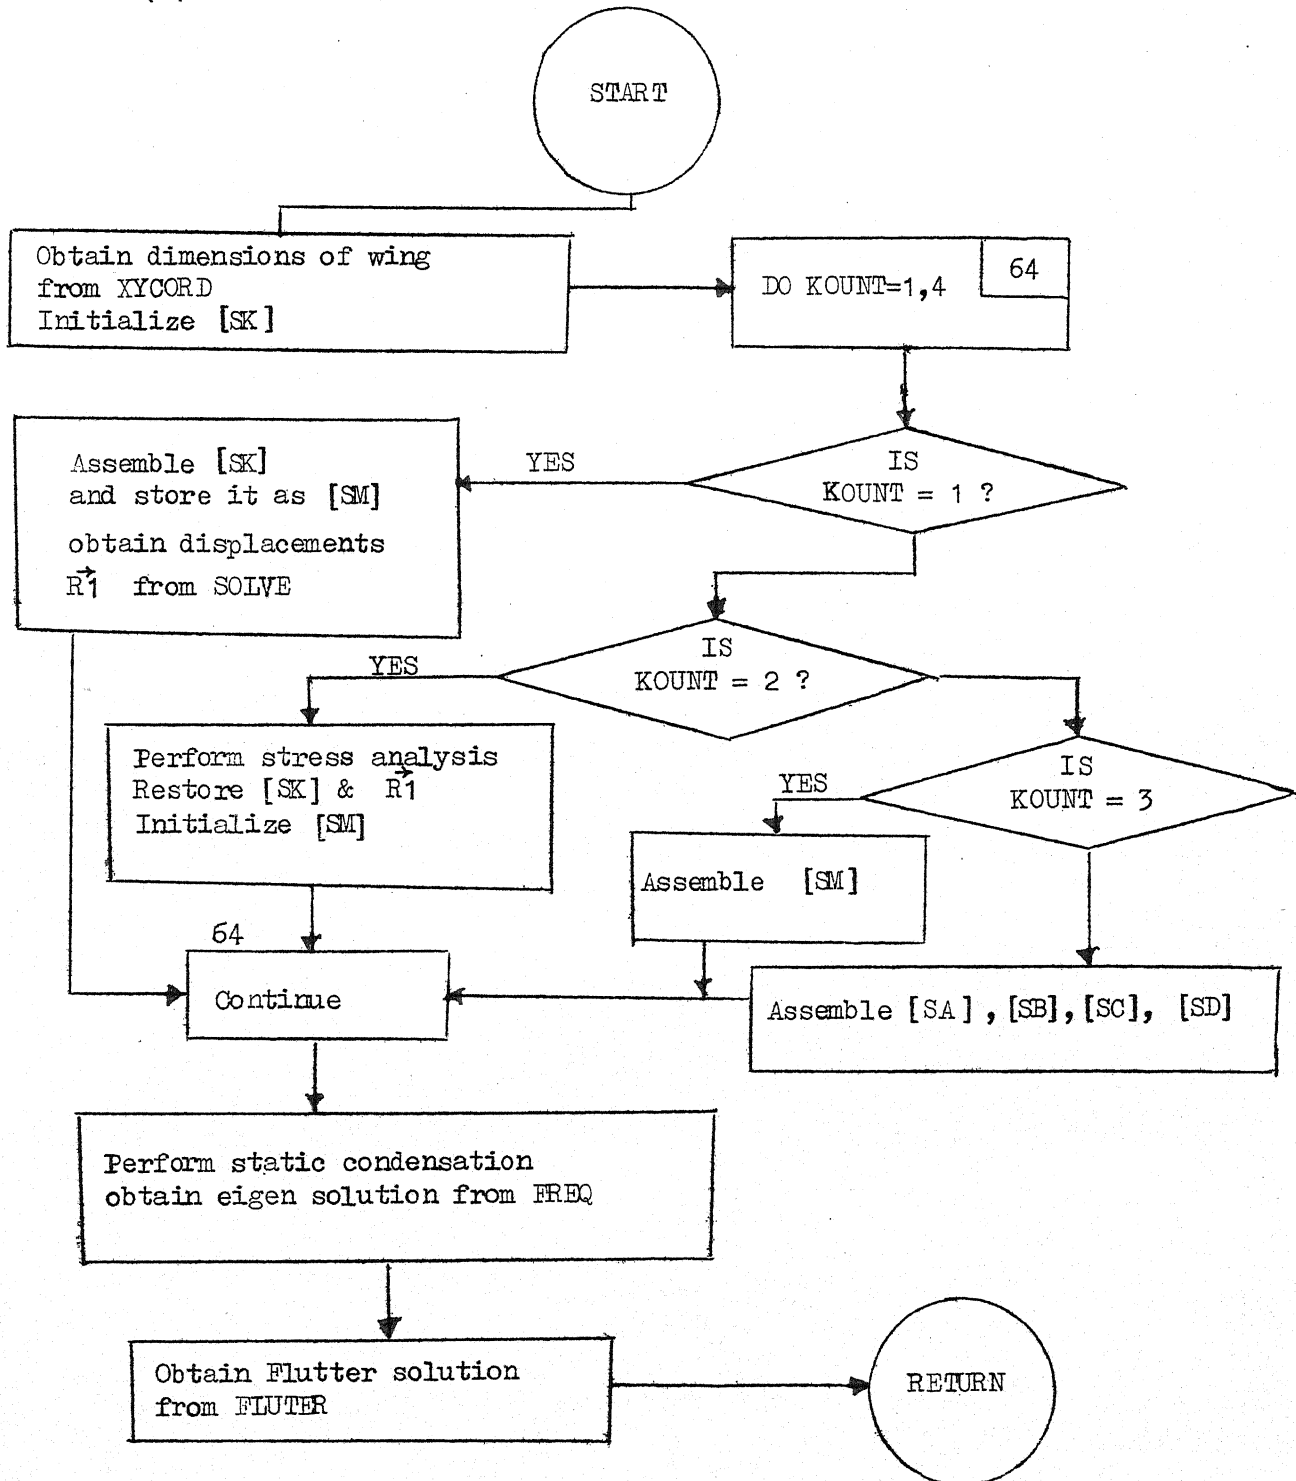 START
Obtain dimensions of wing
from XYCORD
Initialize [SK]
DO KOUNT=1,4
64
IS
KOUNT = 1 ?
YES
Assemble [SK]
and store it as [SM]
obtain displacements
R⃗1 from SOLVE
IS
KOUNT = 2 ?
YES
Perform stress analysis
Restore [SK] & R⃗1
Initialize [SM]
IS
KOUNT = 3
YES
Assemble [SM]
64
Continue
Assemble [SA], [SB], [SC], [SD]
Perform static condensation
obtain eigen solution from FREQ
Obtain Flutter solution
from FLUTER
RETURN